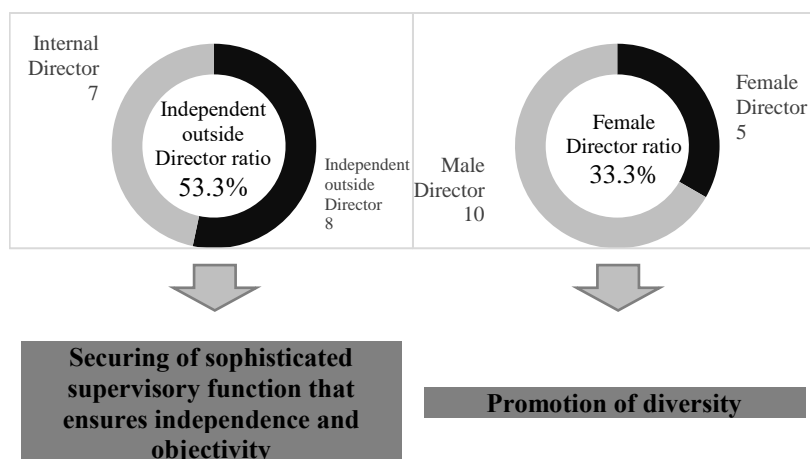 Internal
Director
7
Independent
outside
Director ratio
53.3%
Independent
outside
Director
8
Female
Director ratio
33.3%
Female
Director
5
Male
Director
10
Securing of sophisticated
supervisory function that
ensures independence and
objectivity
Promotion of diversity